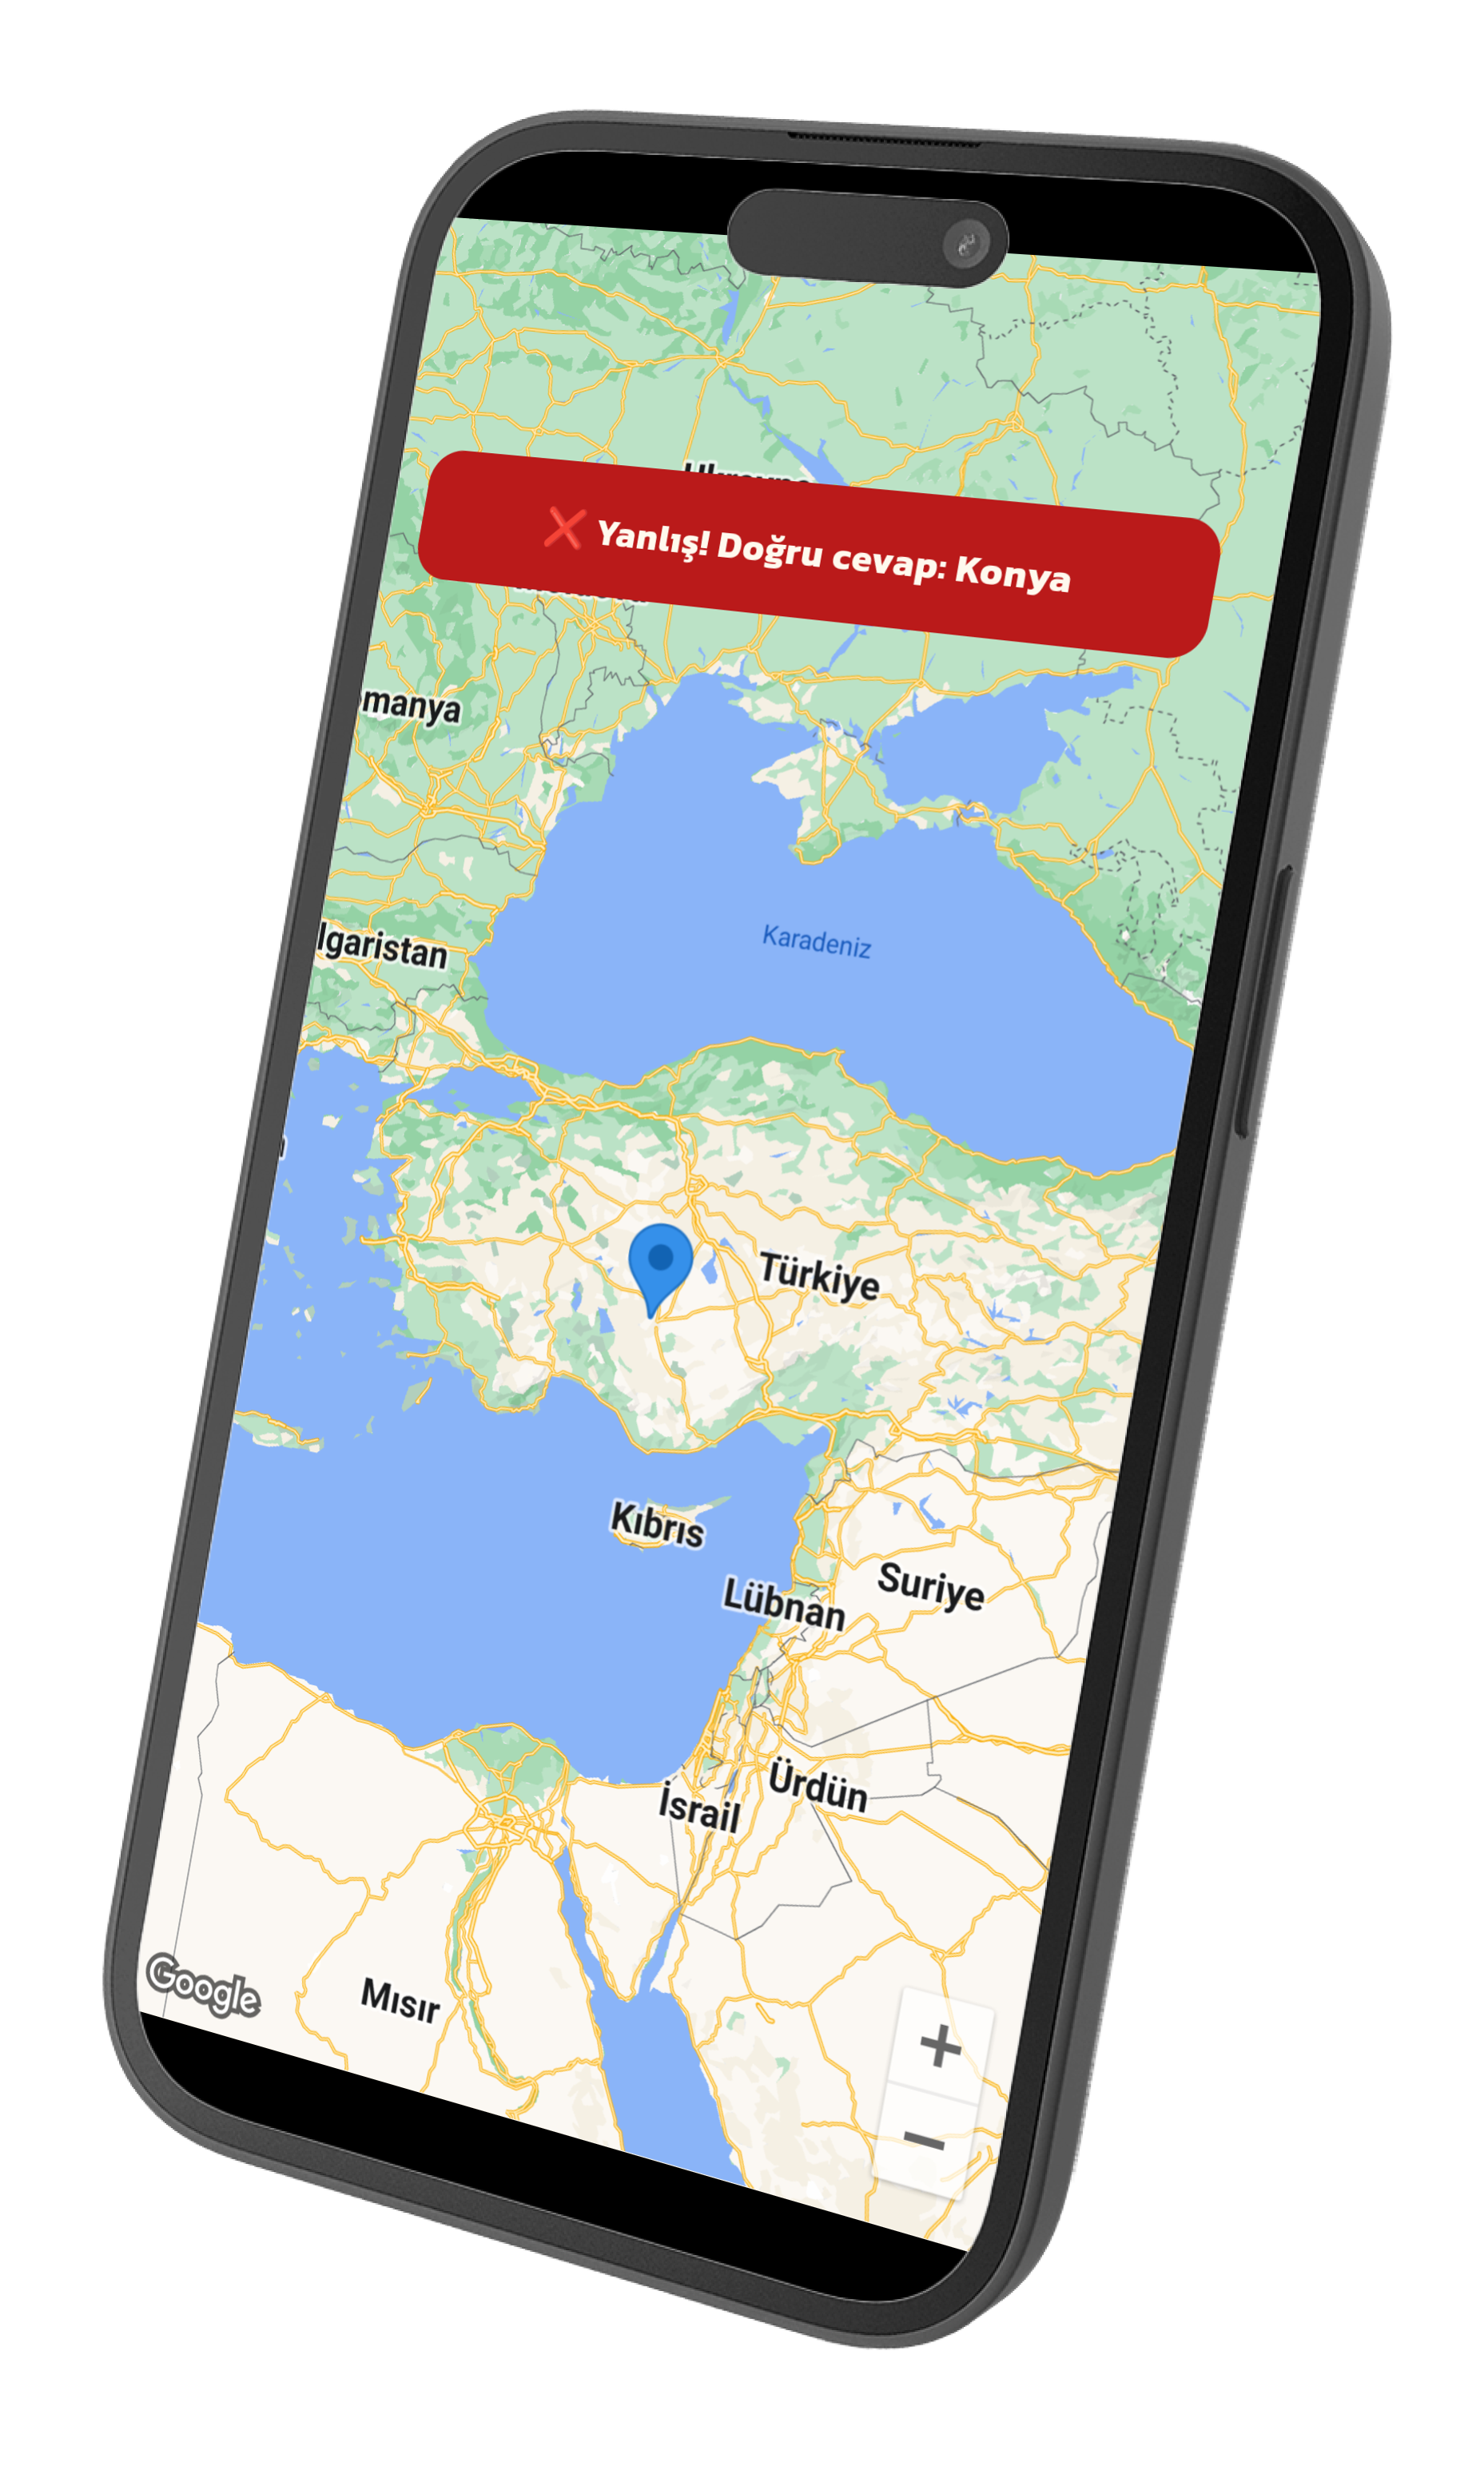 ❌ Yanlış! Doğru cevap: Konya
manya
Karadeniz
lgaristan
Türkiye
Kıbrıs
Suriye
Lübnan
Ürdün
İsrail
Mısır
Google
+
−